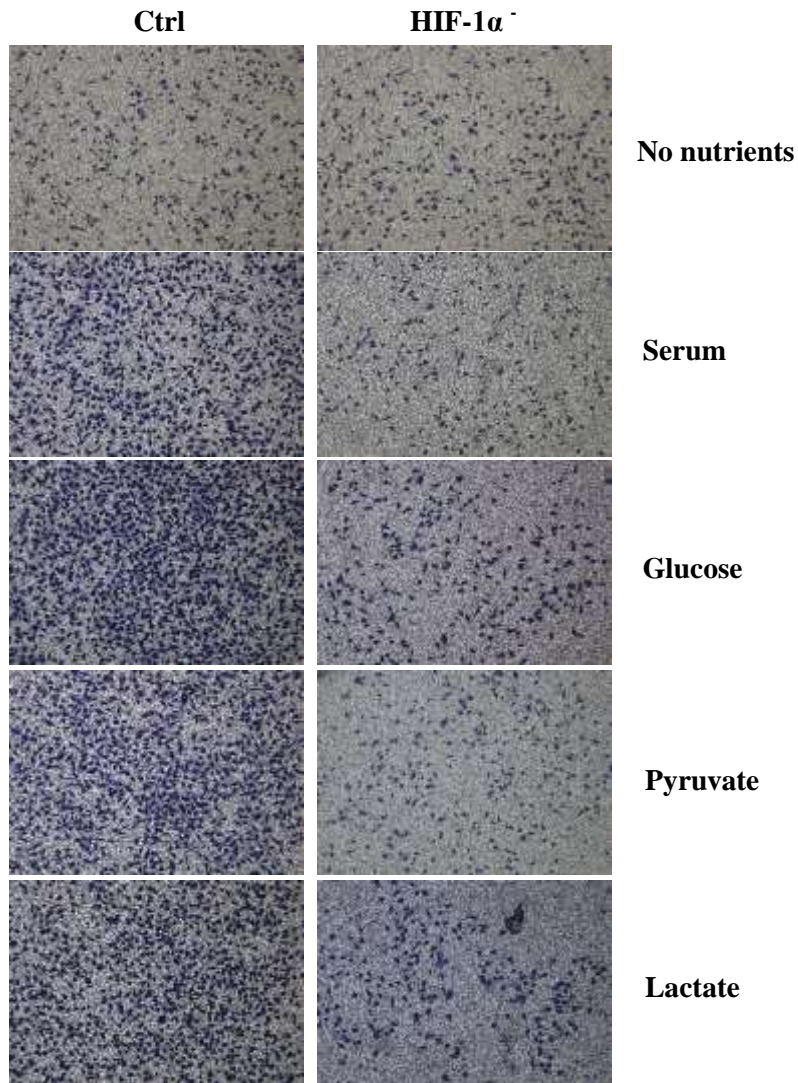 Ctrl HIF-1α ⁻
No nutrients
Serum
Glucose
Pyruvate
Lactate